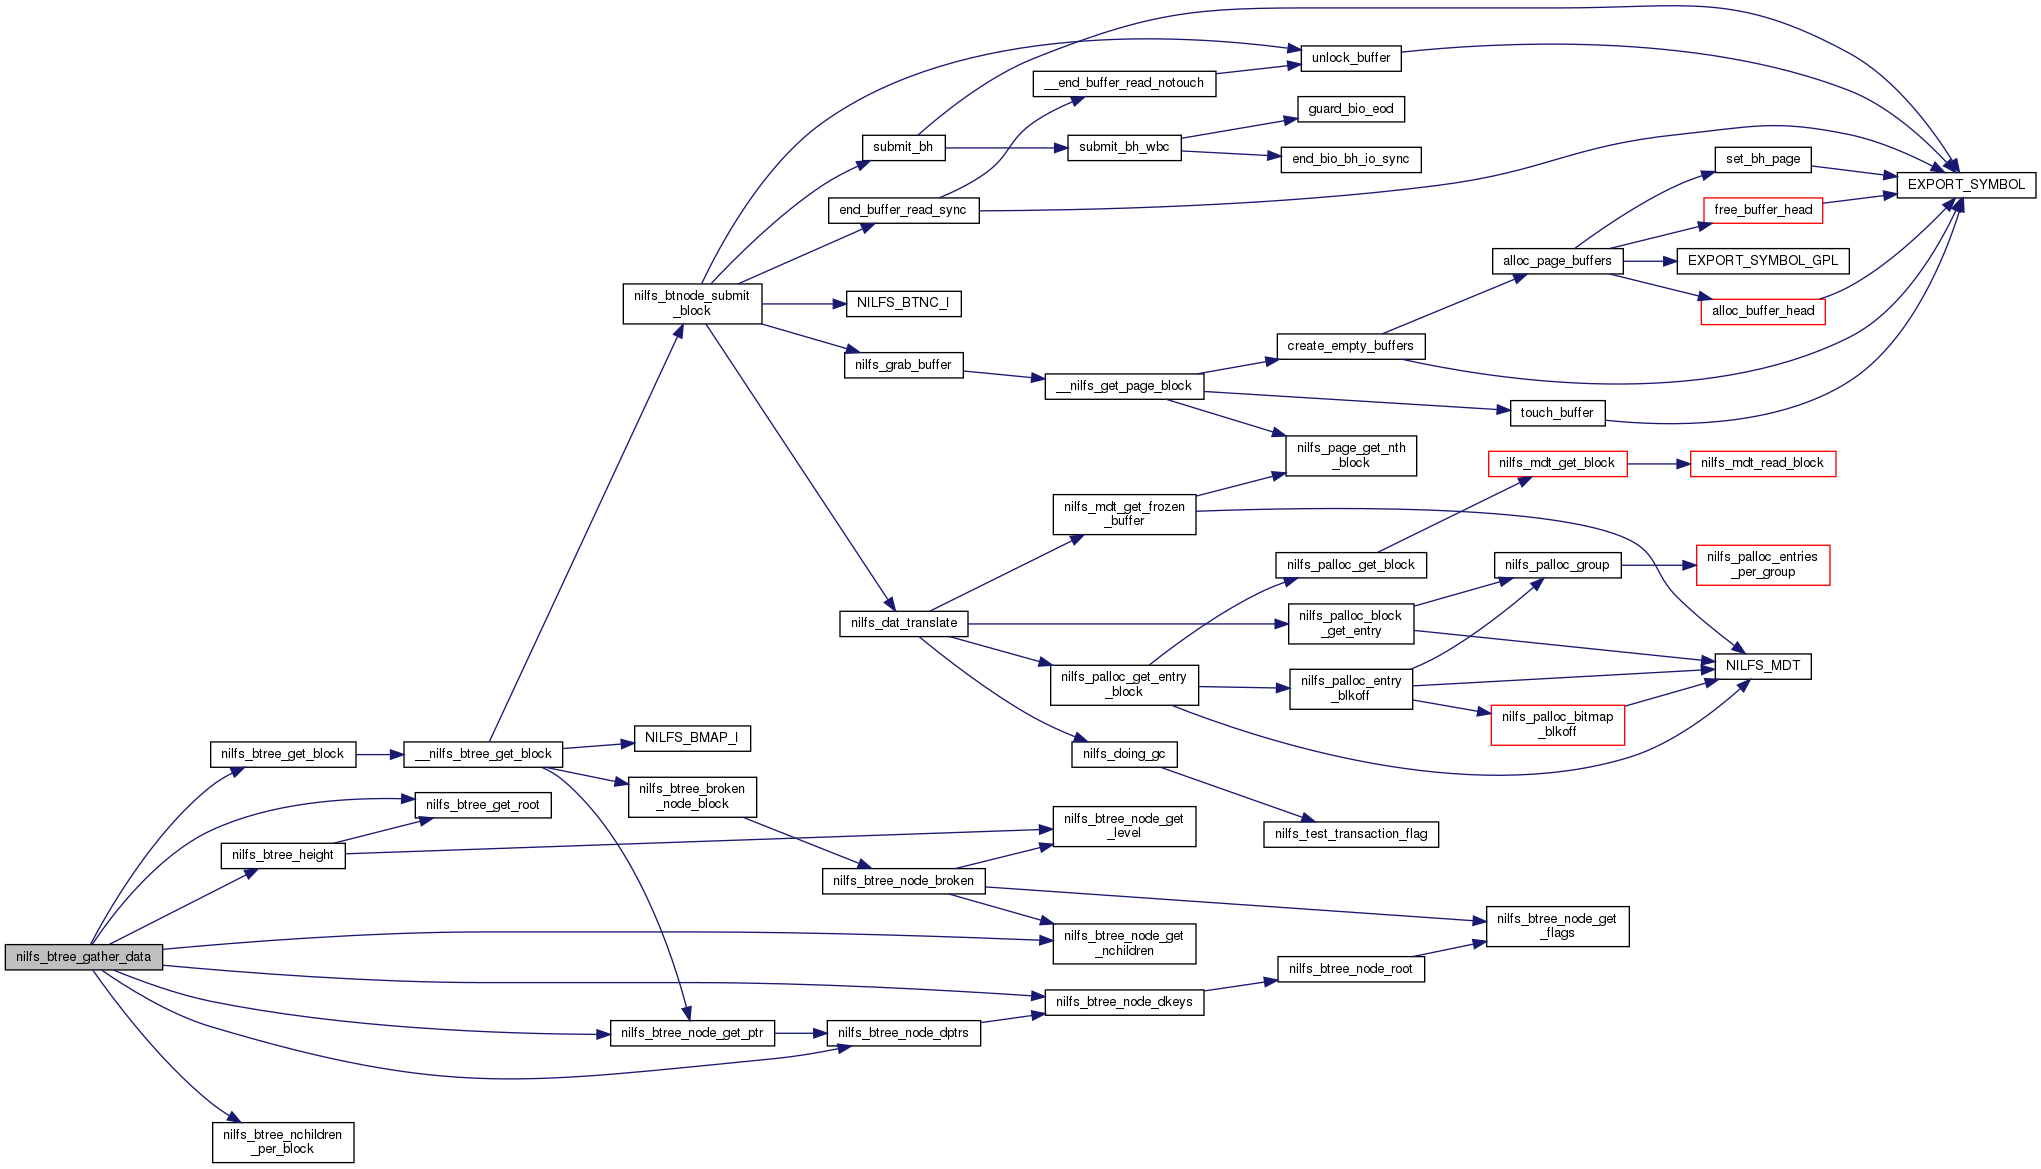 unlock_buffer
__end_buffer_read_notouch
guard_bio_eod
submit_bh
submit_bh_wbc
end_bio_bh_io_sync
set_bh_page
EXPORT_SYMBOL
end_buffer_read_sync
free_buffer_head
alloc_page_buffers
EXPORT_SYMBOL_GPL
nilfs_btnode_submit
_block
NILFS_BTNC_I
alloc_buffer_head
create_empty_buffers
nilfs_grab_buffer
__nilfs_get_page_block
touch_buffer
nilfs_page_get_nth
_block
nilfs_mdt_get_block
nilfs_mdt_read_block
nilfs_mdt_get_frozen
_buffer
nilfs_palloc_get_block
nilfs_palloc_group
nilfs_palloc_entries
_per_group
nilfs_dat_translate
nilfs_palloc_block
_get_entry
NILFS_MDT
nilfs_palloc_get_entry
_block
nilfs_palloc_entry
_blkoff
nilfs_palloc_bitmap
_blkoff
nilfs_btree_get_block
__nilfs_btree_get_block
NILFS_BMAP_I
nilfs_doing_gc
nilfs_btree_broken
_node_block
nilfs_btree_get_root
nilfs_btree_node_get
_level
nilfs_test_transaction_flag
nilfs_btree_height
nilfs_btree_node_broken
nilfs_btree_node_get
_flags
nilfs_btree_node_get
_nchildren
nilfs_btree_gather_data
nilfs_btree_node_root
nilfs_btree_node_dkeys
nilfs_btree_node_get_ptr
nilfs_btree_node_dptrs
nilfs_btree_nchildren
_per_block